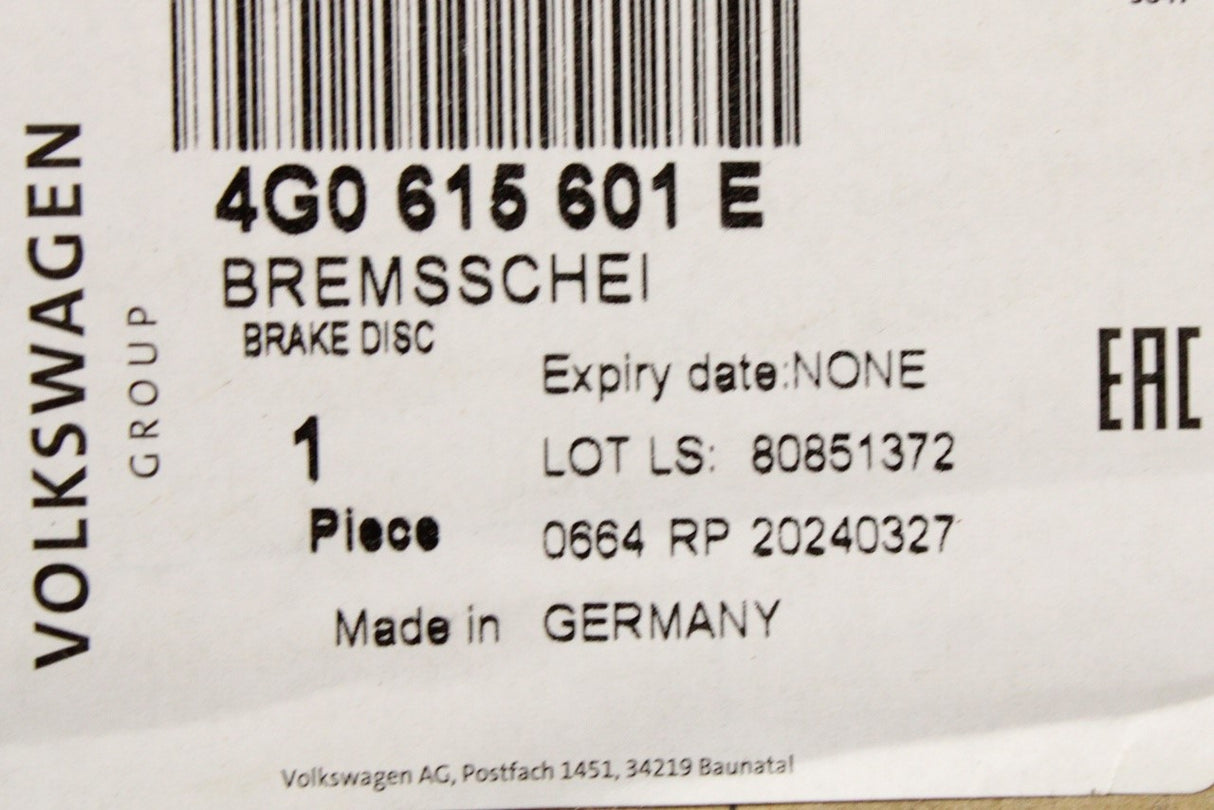 4G0 615 601 E
BREMSSCHEI
BRAKE DISC
Expiry date:NONE
1
LOT LS: 80851372
Piece
0664 RP 20240327
Made in GERMANY
VOLKSWAGEN
GROUP
EAC
Volkswagen AG, Postfach 1451, 34219 Baunatal